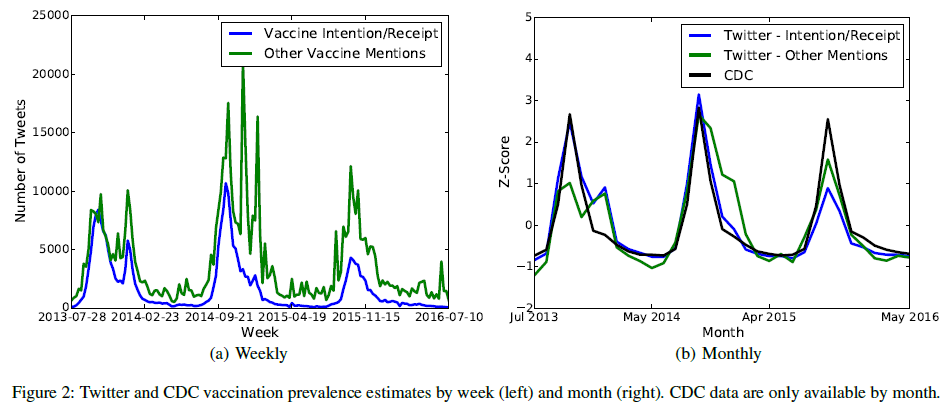 25000
20000
15000
10000
5000
0
Number of Tweets
Vaccine Intention/Receipt
Other Vaccine Mentions
2013-07-28 2014-02-23 2014-09-21 2015-04-19 2015-11-15 2016-07-10
Week
(a) Weekly
5
4
3
2
1
0
−1
−2
Z-Score
Twitter - Intention/Receipt
Twitter - Other Mentions
CDC
Jul 2013 May 2014 Apr 2015 May 2016
Month
(b) Monthly
Figure 2: Twitter and CDC vaccination prevalence estimates by week (left) and month (right). CDC data are only available by month.